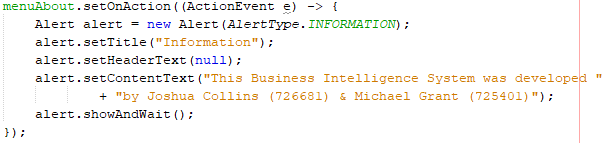 menuAbout.setOnAction((ActionEvent e) -> {
    Alert alert = new Alert(AlertType.INFORMATION);
    alert.setTitle("Information");
    alert.setHeaderText(null);
    alert.setContentText("This Business Intelligence System was developed "
            + "by Joshua Collins (726681) & Michael Grant (725401)");
    alert.showAndWait();
});